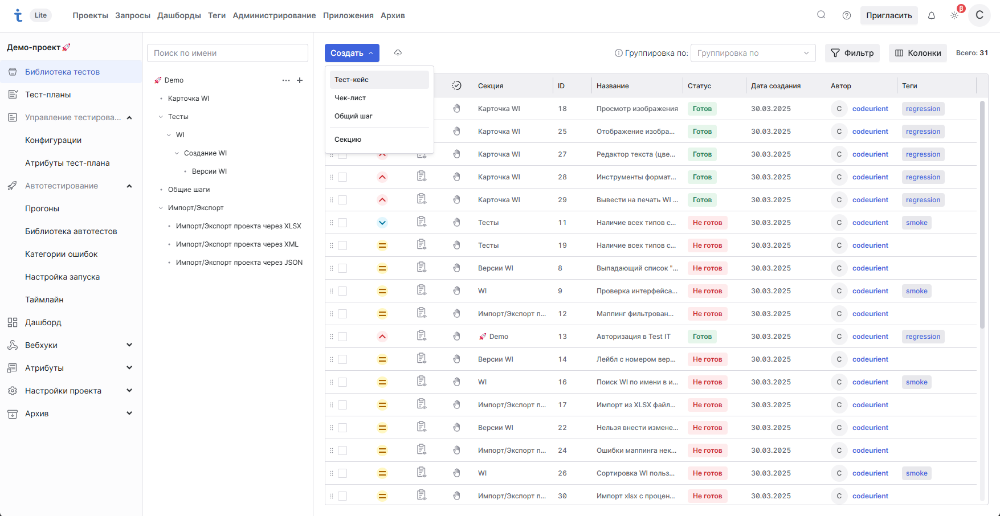 Lite
Проекты Запросы Дашборды Теги Администрирование Приложения Архив
Пригласить
β
C
Демо-проект🚀
Библиотека тестов
Тест-планы
Управление тестирова...
Конфигурации
Атрибуты тест-плана
Автотестирование
Прогоны
Библиотека автотестов
Категории ошибок
Настройка запуска
Таймлайн
Дашборд
Вебхуки
Атрибуты
Настройки проекта
Архив
Поиск по имени
🚀 Demo
Карточка WI
Тесты
WI
Создание WI
Версии WI
Общие шаги
Импорт/Экспорт
Импорт/Экспорт проекта через XLSX
Импорт/Экспорт проекта через XML
Импорт/Экспорт проекта через JSON
Создать
Группировка по: Группировка по
Фильтр
Колонки
Всего: 31
Тест-кейс
Чек-лист
Общий шаг
Секцию
Секция ID Название Статус Дата создания Автор Теги
Карточка WI 18 Просмотр изображения Готов 30.03.2025 C codeurient regression
Карточка WI 25 Отображение изобра... Готов 30.03.2025 C codeurient regression
Карточка WI 27 Редактор текста (цве... Готов 30.03.2025 C codeurient regression
Карточка WI 28 Инструменты формат... Готов 30.03.2025 C codeurient regression
Карточка WI 29 Вывести на печать WI ... Готов 30.03.2025 C codeurient regression
Тесты 11 Наличие всех типов с... Не готов 30.03.2025 C codeurient smoke
Тесты 19 Наличие всех типов с... Не готов 30.03.2025 C codeurient
Версии WI 8 Выпадающий список "... Не готов 30.03.2025 C codeurient
WI 9 Проверка интерфейса... Не готов 30.03.2025 C codeurient smoke
Импорт/Экспорт п... 12 Маппинг фильтрован... Не готов 30.03.2025 C codeurient
🚀 Demo 13 Авторизация в Test IT Готов 30.03.2025 C codeurient regression
Версии WI 14 Лейбл с номером вер... Не готов 30.03.2025 C codeurient
WI 16 Поиск WI по имени в и... Не готов 30.03.2025 C codeurient smoke
Импорт/Экспорт п... 17 Импорт из XLSX файл... Не готов 30.03.2025 C codeurient
Версии WI 22 Нельзя внести измене... Не готов 30.03.2025 C codeurient
Импорт/Экспорт п... 24 Ошибки маппинга нек... Не готов 30.03.2025 C codeurient
WI 26 Сортировка WI польз... Не готов 30.03.2025 C codeurient smoke
Импорт/Экспорт п... 30 Импорт xlsx с процен... Не готов 30.03.2025 C codeurient